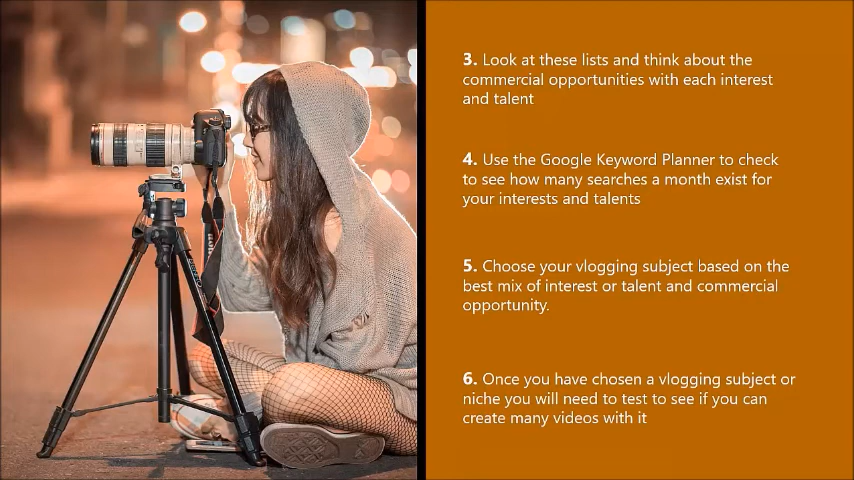 3. Look at these lists and think about the
commercial opportunities with each interest
and talent
4. Use the Google Keyword Planner to check
to see how many searches a month exist for
your interests and talents
5. Choose your vlogging subject based on the
best mix of interest or talent and commercial
opportunity.
6. Once you have chosen a vlogging subject or
niche you will need to test to see if you can
create many videos with it